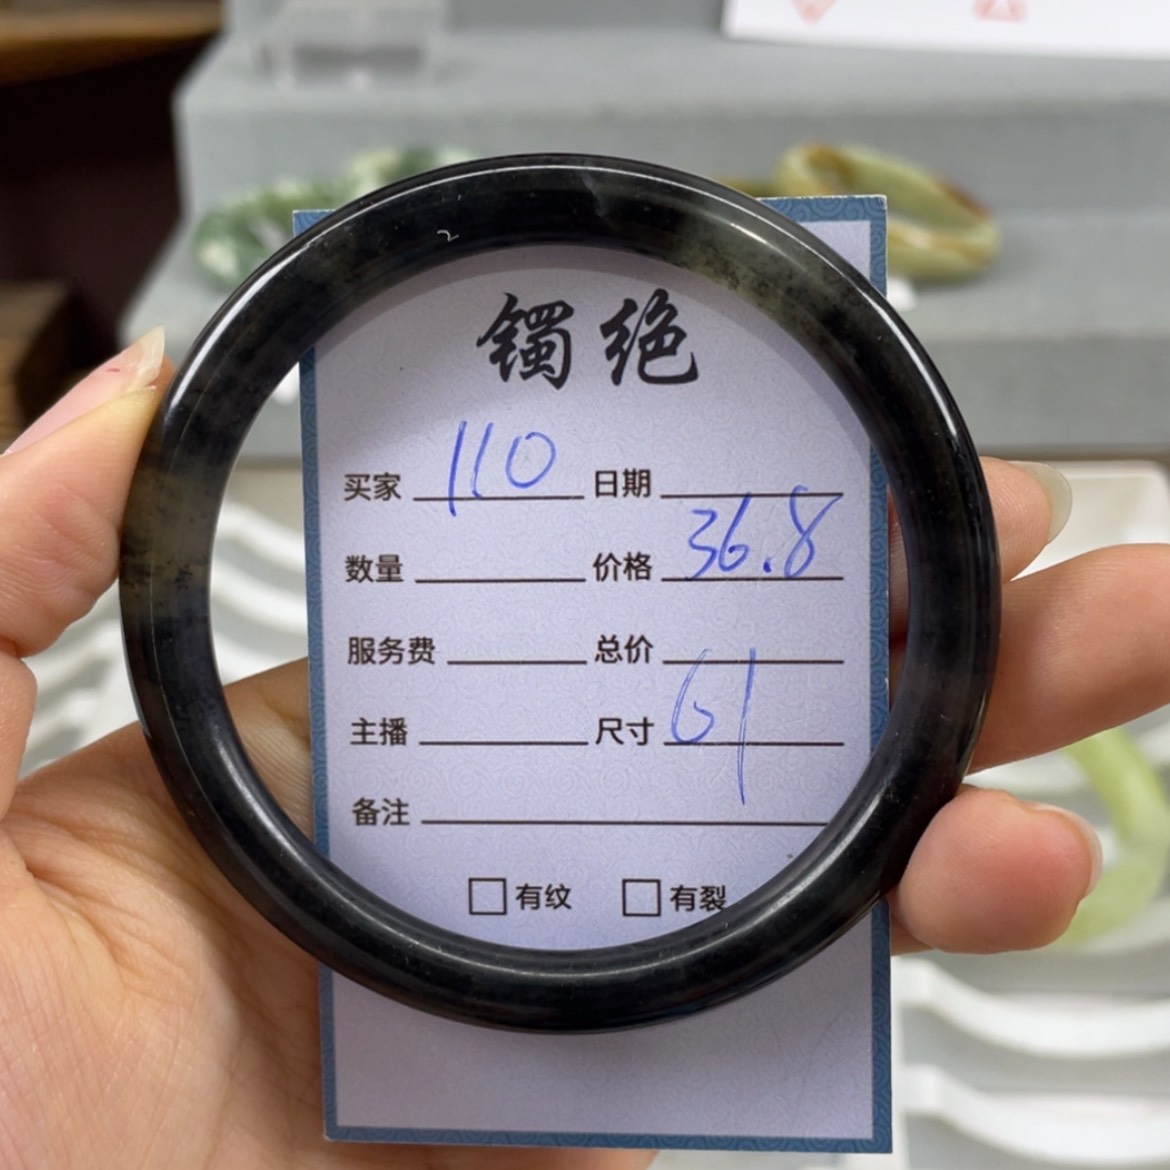 镯绝
买家 110 日期
数量 价格 36.8
服务费 总价
主播 尺寸 61
备注
有纹 有裂